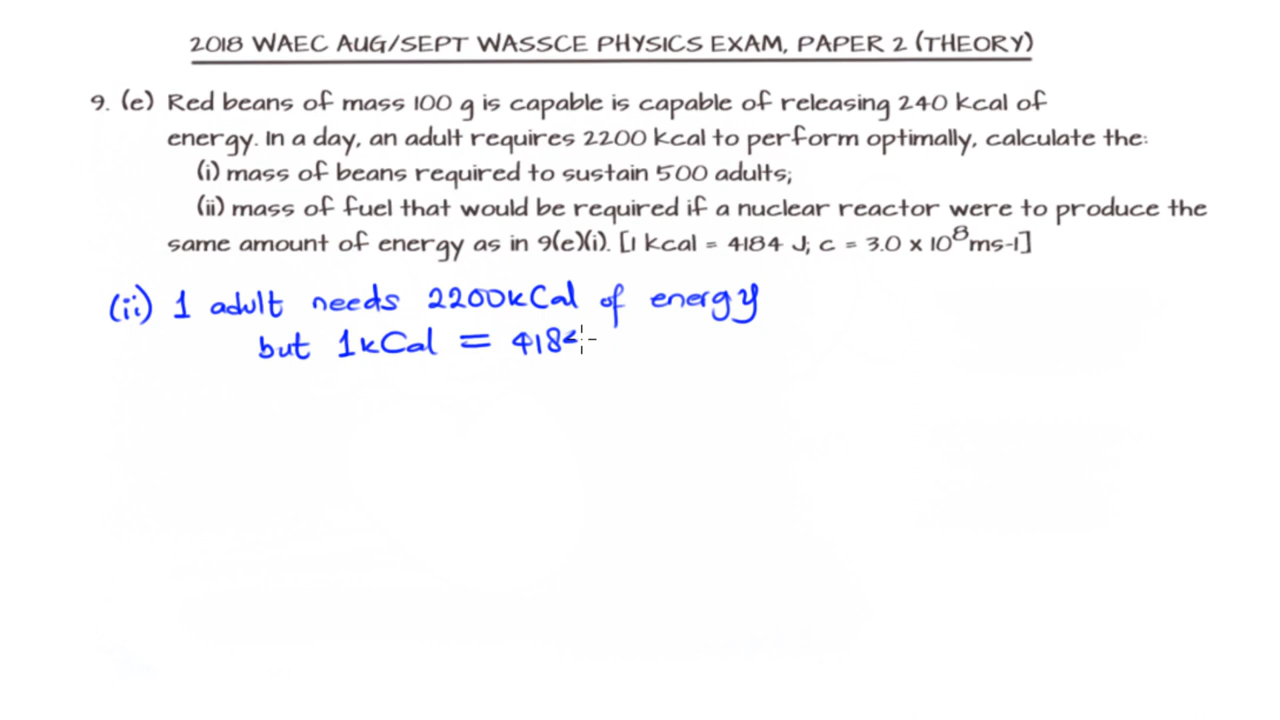 2018 WAEC AUG/SEPT WASSCE PHYSICS EXAM, PAPER 2 (THEORY)
9. (e) Red beans of mass 100 g is capable is capable of releasing 240 kcal of
energy. In a day, an adult requires 2200 kcal to perform optimally, calculate the:
(i) mass of beans required to sustain 500 adults;
(ii) mass of fuel that would be required if a nuclear reactor were to produce the
same amount of energy as in 9(e)(i). [1 kcal = 4184 J; c = 3.0 x 10⁸ms-1]
(ii) 1 adult needs 2200kCal of energy
but 1kCal = 4184